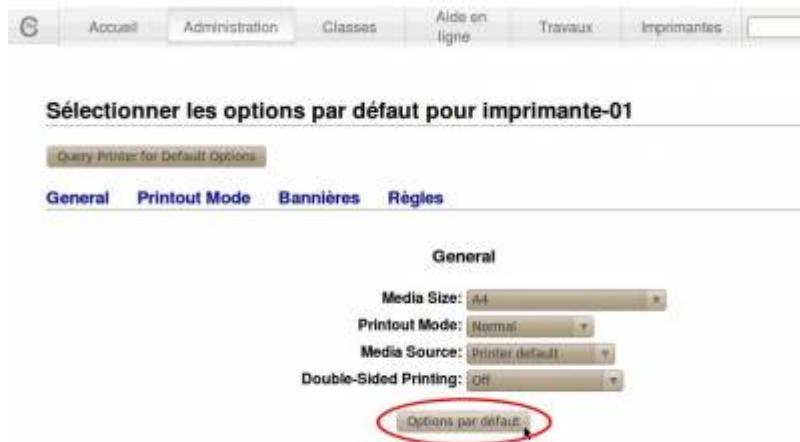 Accueil Administration Classes Aide en ligne Travaux Imprimantes
Sélectionner les options par défaut pour imprimante-01
Query Printer for Default Options
General Printout Mode Bannières Règles
General
Media Size: A4
Printout Mode: Normal
Media Source: Printer default
Double-Sided Printing: Off
Options par défaut